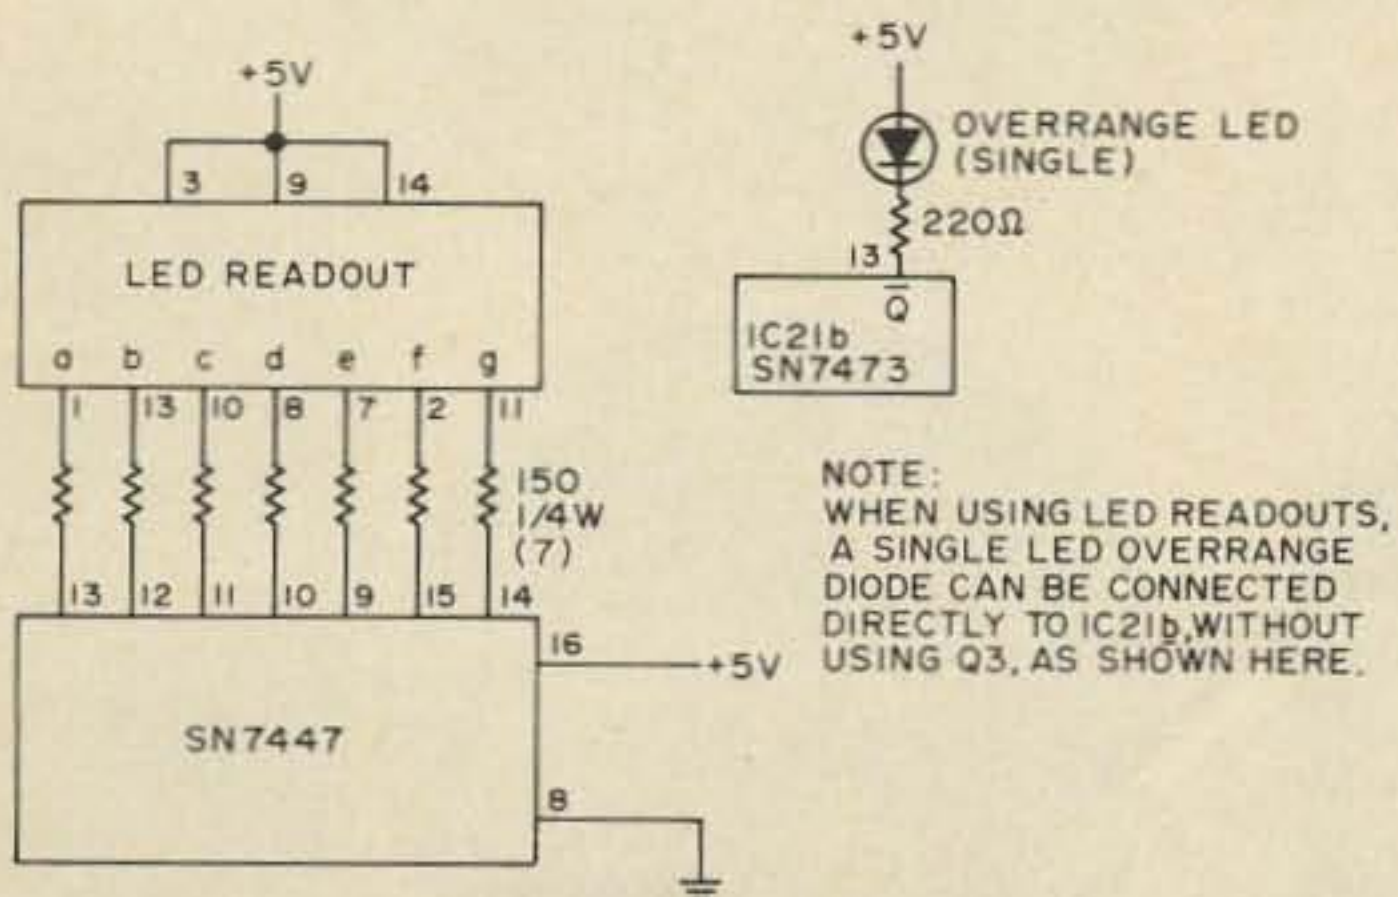 +5V
3 9 14
LED READOUT
a b c d e f g
1 13 10 8 7 2 11
150
1/4W
(7)
13 12 11 10 9 15 14
16
+5V
SN7447
8
+5V
OVERRANGE LED
(SINGLE)
220Ω
13
Q̅
IC21b
SN7473
NOTE:
WHEN USING LED READOUTS,
A SINGLE LED OVERRANGE
DIODE CAN BE CONNECTED
DIRECTLY TO IC21b, WITHOUT
USING Q3, AS SHOWN HERE.